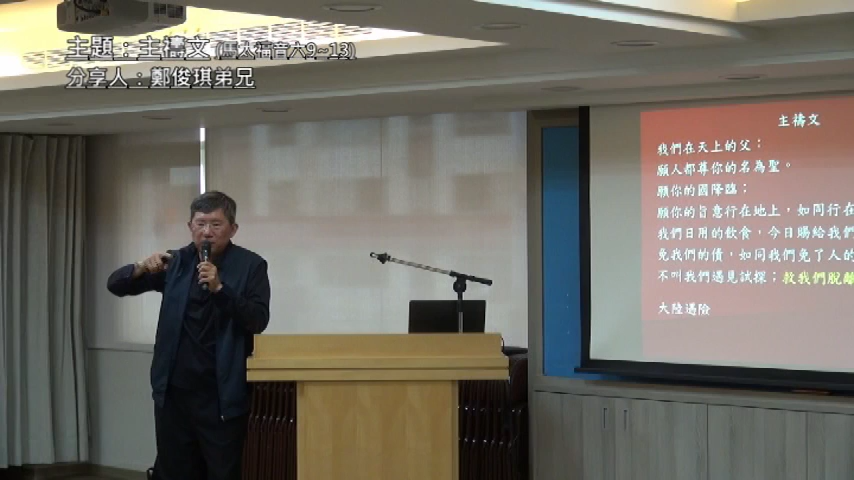 主題：主禱文 (馬太福音六9~13)
分享人：鄭俊琪弟兄
主禱文
我們在天上的父：
願人都尊你的名為聖。
願你的國降臨；
願你的旨意行在地上，如同行在
我們日用的飲食，今日賜給我們
免我們的債，如同我們免了人的
不叫我們遇見試探；救我們脫離
大陸遇險